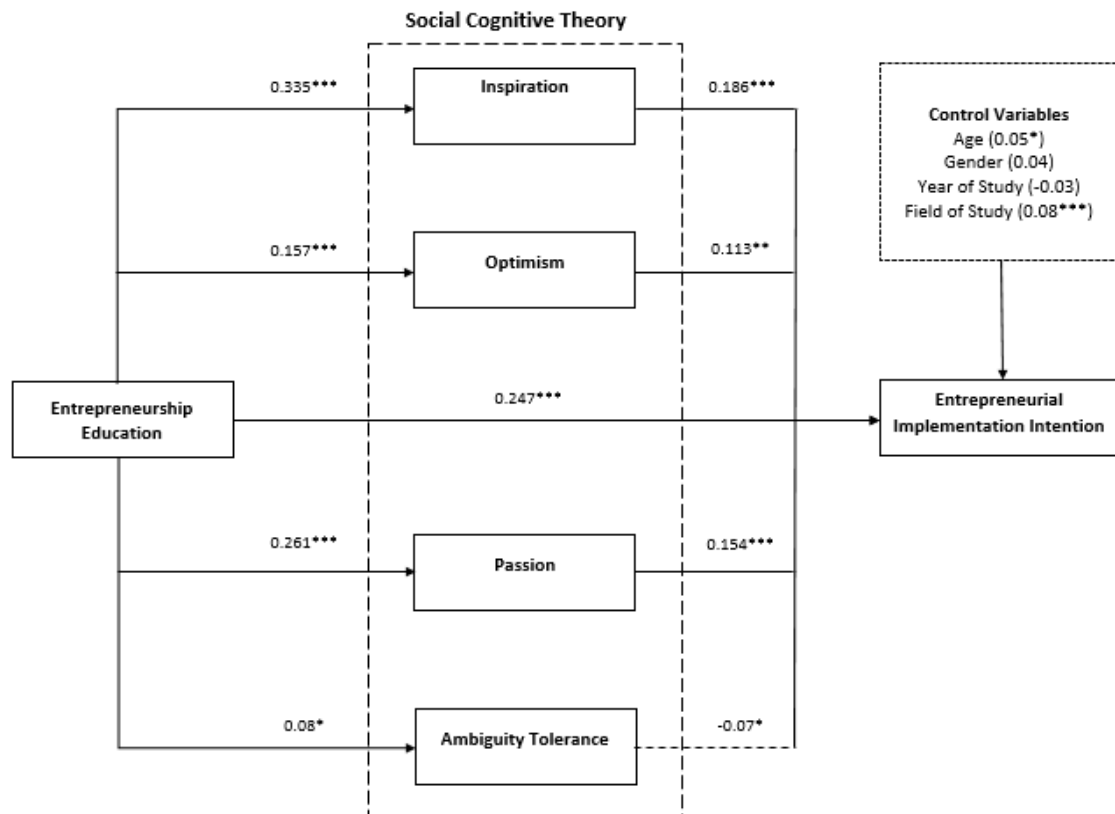 Social Cognitive Theory
0.335***
Inspiration
0.186***
Control Variables
Age (0.05*)
Gender (0.04)
Year of Study (-0.03)
Field of Study (0.08***)
0.157***
Optimism
0.113**
Entrepreneurship
Education
0.247***
Entrepreneurial
Implementation Intention
0.261***
Passion
0.154***
0.08*
Ambiguity Tolerance
-0.07*